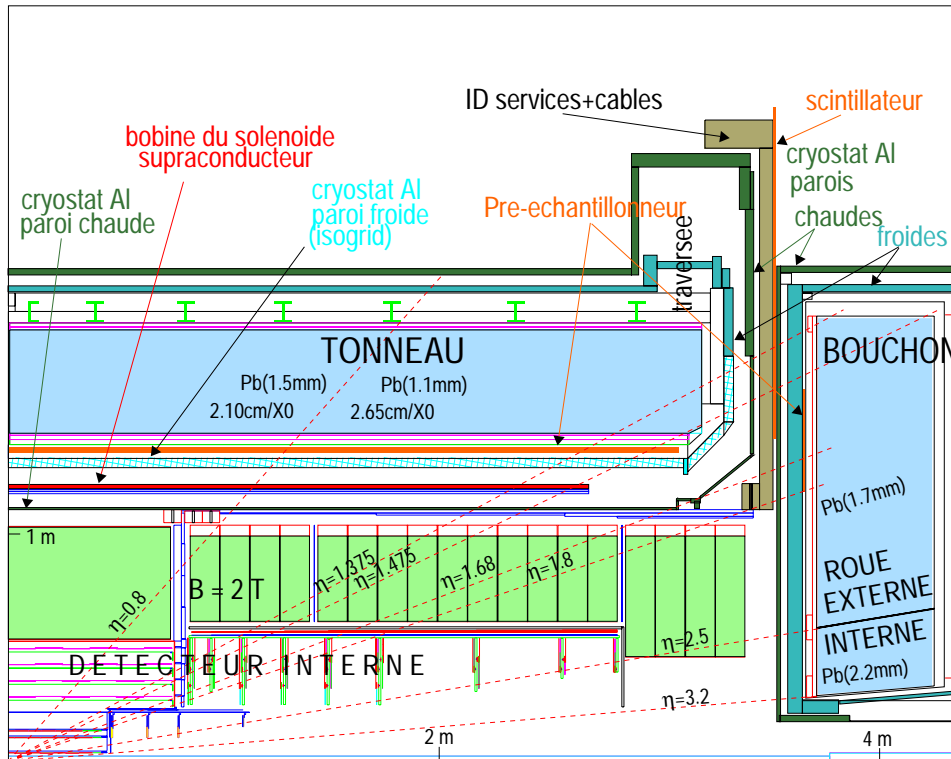 ID services+cables
scintillateur
bobine du solenoide
supraconducteur
cryostat Al
parois
chaudes
froides
cryostat Al
paroi chaude
cryostat Al
paroi froide
(isogrid)
Pre-echantillonneur
traversee
TONNEAU
BOUCHON
Pb(1.5mm)
Pb(1.1mm)
2.10cm/X0
2.65cm/X0
Pb(1.7mm)
1 m
B = 2 T
η=0.8
η=1.375
η=1.475
η=1.68
η=1.8
ROUE
EXTERNE
INTERNE
Pb(2.2mm)
η=2.5
DETECTEUR INTERNE
η=3.2
2 m
4 m